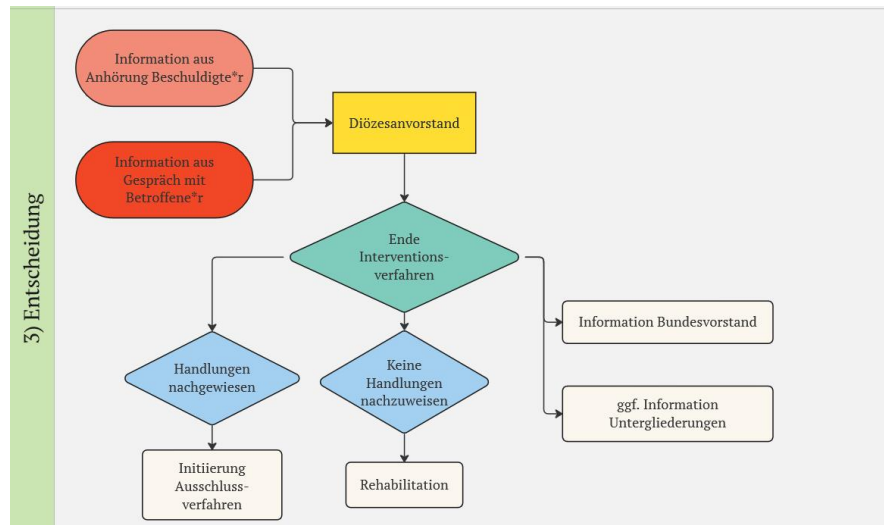 3) Entscheidung
Information aus
Anhörung Beschuldigte*r
Information aus
Gespräch mit
Betroffene*r
Diözesanvorstand
Ende
Interventions-
verfahren
Handlungen
nachgewiesen
Keine
Handlungen
nachzuweisen
Information Bundesvorstand
ggf. Information
Untergliederungen
Initiierung
Ausschluss-
verfahren
Rehabilitation